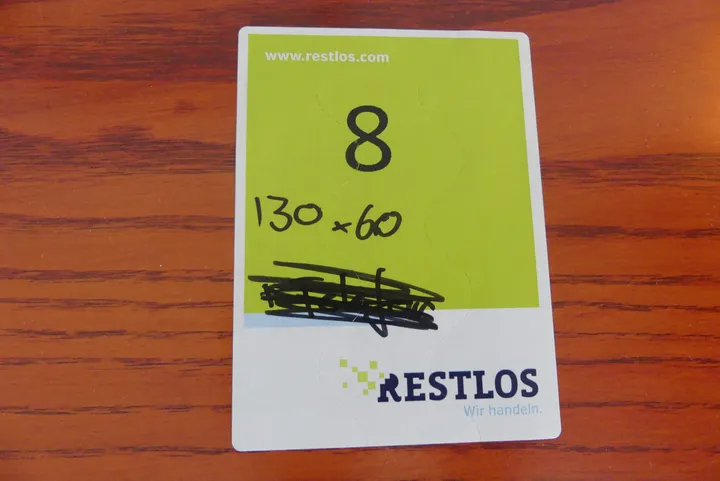 www.restlos.com
8
130 x 60
RESTLOS
Wir handeln.